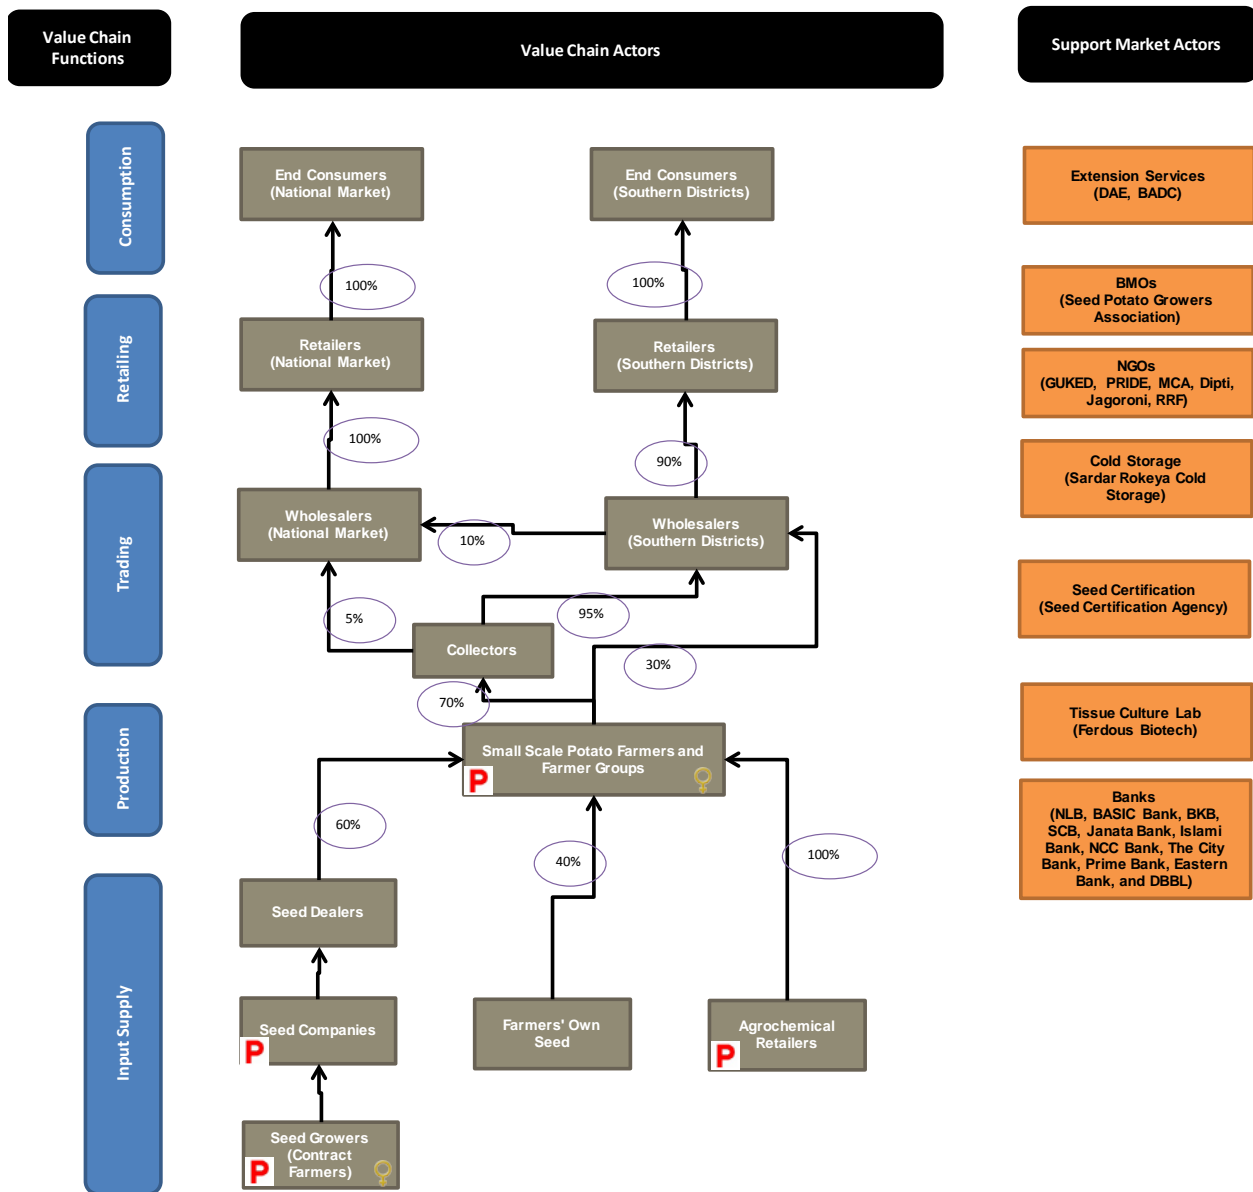 Value Chain
Functions
Value Chain Actors
Support Market Actors
Consumption
End Consumers
(National Market)
End Consumers
(Southern Districts)
Extension Services
(DAE, BADC)
100%
100%
BMOs
(Seed Potato Growers
Association)
Retailing
Retailers
(National Market)
Retailers
(Southern Districts)
NGOs
(GUKED, PRIDE, MCA, Dipti,
Jagoroni, RRF)
100%
90%
Cold Storage
(Sardar Rokeya Cold
Storage)
Trading
Wholesalers
(National Market)
10%
Wholesalers
(Southern Districts)
Seed Certification
(Seed Certification Agency)
5%
95%
Collectors
30%
70%
Production
Small Scale Potato Farmers and
Farmer Groups
P
Tissue Culture Lab
(Ferdous Biotech)
60%
40%
100%
Banks
(NLB, BASIC Bank, BKB,
SCB, Janata Bank, Islami
Bank, NCC Bank, The City
Bank, Prime Bank, Eastern
Bank, and DBBL)
Input Supply
Seed Dealers
Seed Companies
P
Farmers' Own
Seed
Agrochemical
Retailers
P
Seed Growers
(Contract
Farmers)
P